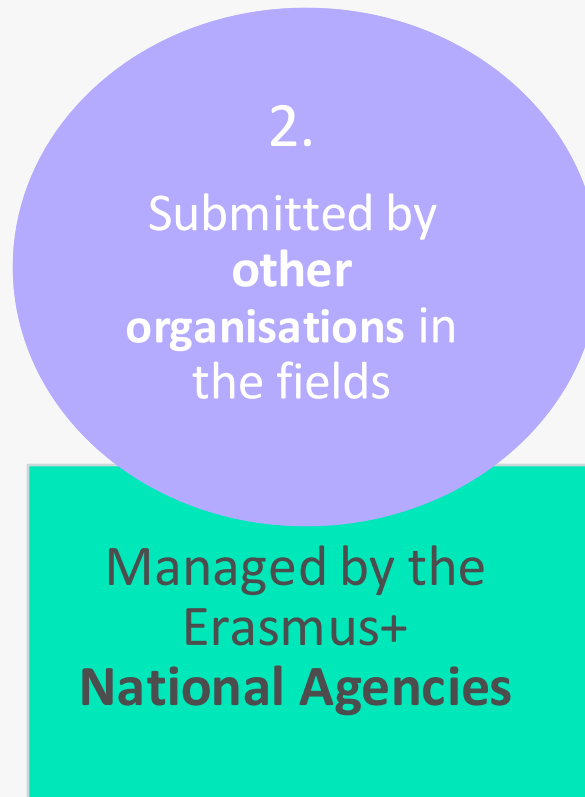 2.
Submitted by
other
organisations in
the fields
Managed by the
Erasmus+
National Agencies